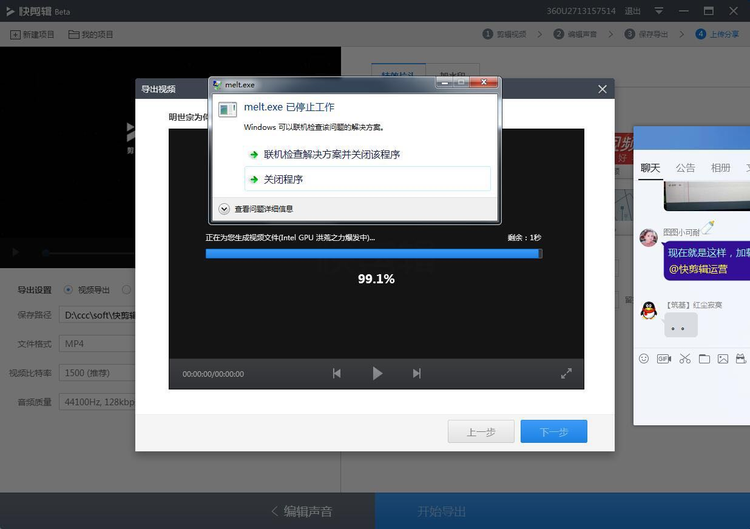 快剪辑 Beta
360U2713157514 退出
新建项目 我的项目
1 剪辑视频 2 编辑声音 3 保存导出 4 上传分享
导出视频
melt.exe
melt.exe 已停止工作
Windows 可以联机检查该问题的解决方案。
联机检查解决方案并关闭该程序
关闭程序
查看问题详细信息
正在为您生成视频文件(Intel GPU 洪荒之力爆发中)... 剩余：1秒
99.1%
00:00:00/00:00:00
上一步 下一步
导出设置 视频导出
保存路径 D:\ccc\soft\快剪辑
文件格式 MP4
视频比特率 1500 (推荐)
音频质量 44100Hz, 128kbp
编辑声音 开始导出
聊天 公告 相册
图图小可耐
现在就是这样，加载
@快剪辑运营
【筑基】红尘寂寞
。。
GIF